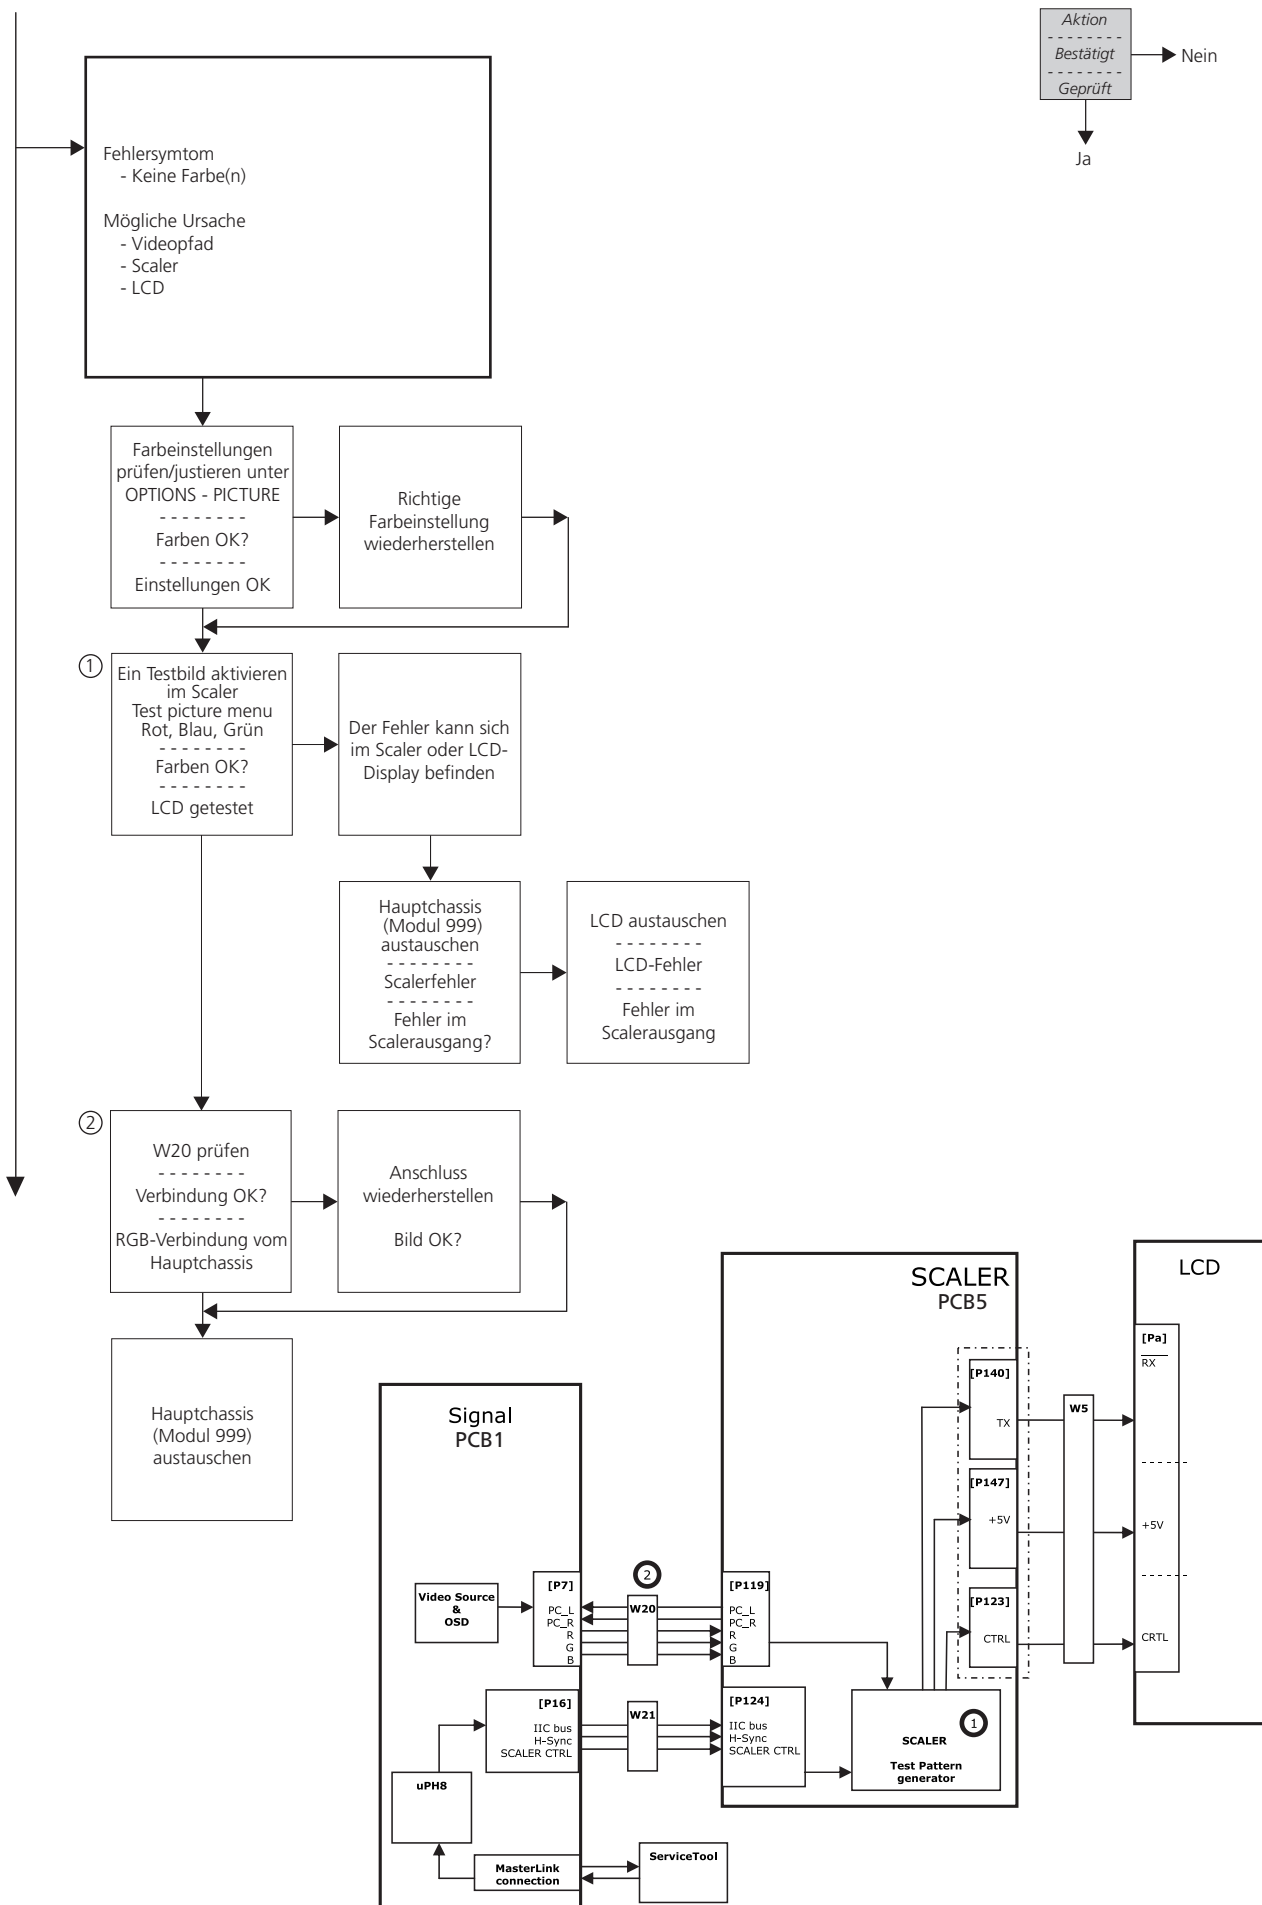 Aktion
- - - - - - - -
Bestätigt
- - - - - - - -
Geprüft
Nein
Ja
Fehlersymtom
- Keine Farbe(n)
Mögliche Ursache
- Videopfad
- Scaler
- LCD
Farbeinstellungen
prüfen/justieren unter
OPTIONS - PICTURE
- - - - - - - -
Farben OK?
- - - - - - - -
Einstellungen OK
Richtige
Farbeinstellung
wiederherstellen
1
Ein Testbild aktivieren
im Scaler
Test picture menu
Rot, Blau, Grün
- - - - - - - -
Farben OK?
- - - - - - - -
LCD getestet
Der Fehler kann sich
im Scaler oder LCD-
Display befinden
Hauptchassis
(Modul 999)
austauschen
- - - - - - - -
Scalerfehler
- - - - - - - -
Fehler im
Scalerausgang?
LCD austauschen
- - - - - - - -
LCD-Fehler
- - - - - - - -
Fehler im
Scalerausgang
2
W20 prüfen
- - - - - - - -
Verbindung OK?
- - - - - - - -
RGB-Verbindung vom
Hauptchassis
Anschluss
wiederherstellen
Bild OK?
Hauptchassis
(Modul 999)
austauschen
Signal
PCB1
Video Source
&
OSD
[P7]
PC_L
PC_R
R
G
B
2
W20
[P16]
IIC bus
H-Sync
SCALER CTRL
W21
uPH8
MasterLink
connection
ServiceTool
SCALER
PCB5
[P119]
PC_L
PC_R
R
G
B
[P124]
IIC bus
H-Sync
SCALER CTRL
[P140]
TX
[P147]
+5V
[P123]
CTRL
1
SCALER
Test Pattern
generator
W5
LCD
[Pa]
RX
+5V
CRTL